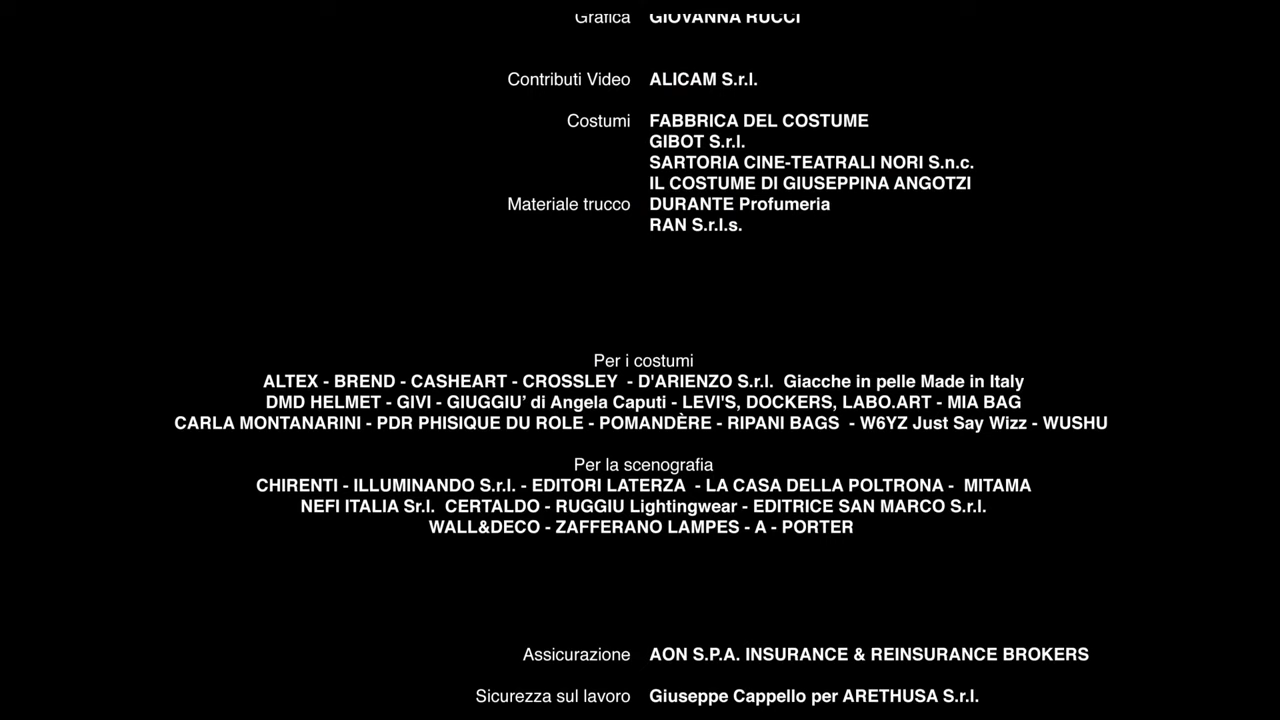 Grafica GIOVANNA RUCCI
Contributi Video ALICAM S.r.l.
Costumi FABBRICA DEL COSTUME
GIBOT S.r.l.
SARTORIA CINE-TEATRALI NORI S.n.c.
IL COSTUME DI GIUSEPPINA ANGOTZI
Materiale trucco DURANTE Profumeria
RAN S.r.l.s.
Per i costumi
ALTEX - BREND - CASHEART - CROSSLEY - D'ARIENZO S.r.l. Giacche in pelle Made in Italy
DMD HELMET - GIVI - GIUGGIU’ di Angela Caputi - LEVI'S, DOCKERS, LABO.ART - MIA BAG
CARLA MONTANARINI - PDR PHISIQUE DU ROLE - POMANDÈRE - RIPANI BAGS - W6YZ Just Say Wizz - WUSHU
Per la scenografia
CHIRENTI - ILLUMINANDO S.r.l. - EDITORI LATERZA - LA CASA DELLA POLTRONA - MITAMA
NEFI ITALIA Sr.l. CERTALDO - RUGGIU Lightingwear - EDITRICE SAN MARCO S.r.l.
WALL&DECO - ZAFFERANO LAMPES - A - PORTER
Assicurazione AON S.P.A. INSURANCE & REINSURANCE BROKERS
Sicurezza sul lavoro Giuseppe Cappello per ARETHUSA S.r.l.